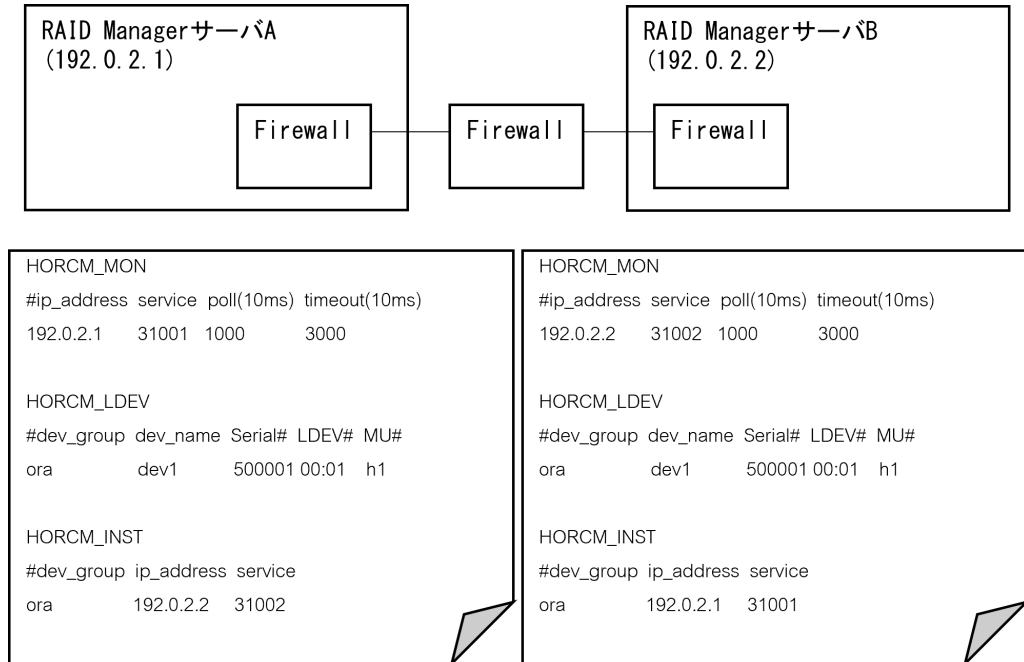 RAID ManagerサーバA
(192.0.2.1)
Firewall
Firewall
RAID ManagerサーバB
(192.0.2.2)
Firewall
HORCM_MON
#ip_address service poll(10ms) timeout(10ms)
192.0.2.1 31001 1000 3000
HORCM_LDEV
#dev_group dev_name Serial# LDEV# MU#
ora dev1 500001 00:01 h1
HORCM_INST
#dev_group ip_address service
ora 192.0.2.2 31002
HORCM_MON
#ip_address service poll(10ms) timeout(10ms)
192.0.2.2 31002 1000 3000
HORCM_LDEV
#dev_group dev_name Serial# LDEV# MU#
ora dev1 500001 00:01 h1
HORCM_INST
#dev_group ip_address service
ora 192.0.2.1 31001